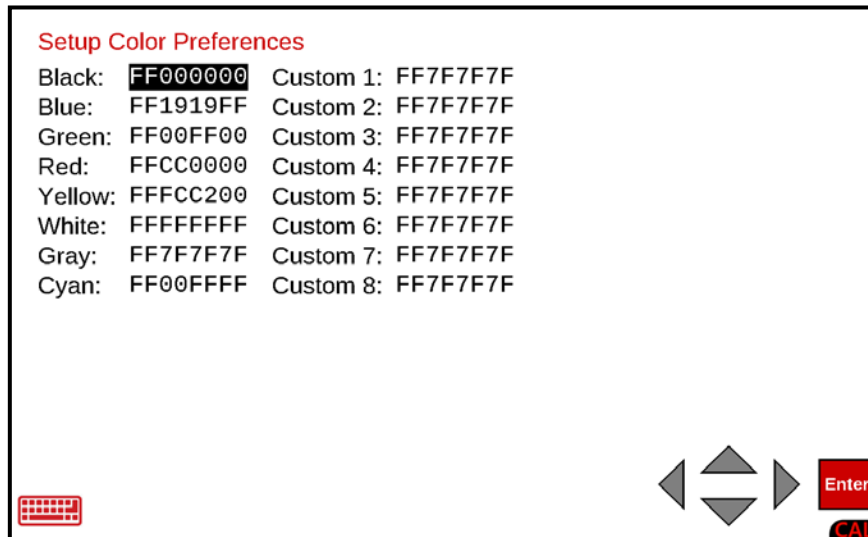 Setup Color Preferences
Black: FF000000 Custom 1: FF7F7F7F
Blue: FF1919FF Custom 2: FF7F7F7F
Green: FF00FF00 Custom 3: FF7F7F7F
Red: FFCC0000 Custom 4: FF7F7F7F
Yellow: FFFCC200 Custom 5: FF7F7F7F
White: FFFFFFFF Custom 6: FF7F7F7F
Gray: FF7F7F7F Custom 7: FF7F7F7F
Cyan: FF00FFFF Custom 8: FF7F7F7F
Enter